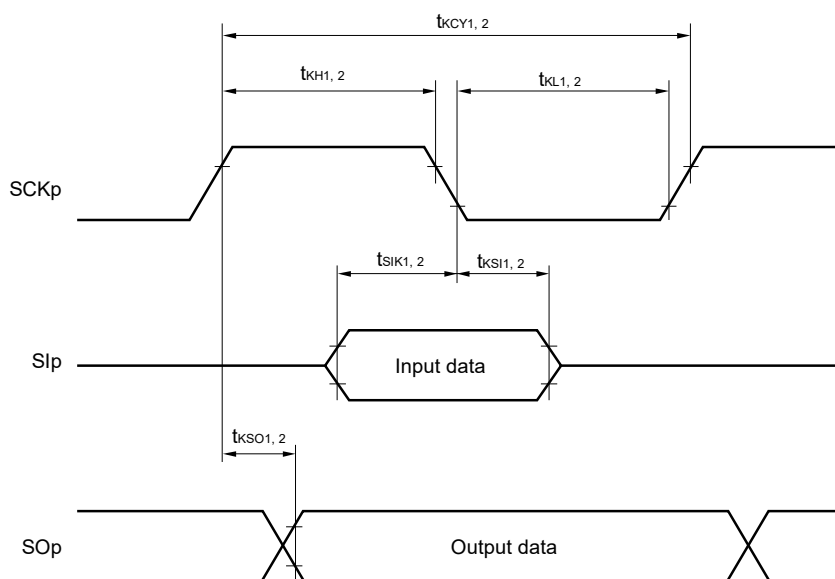 tKCY1, 2
tKH1, 2 tKL1, 2
SCKp
tSIK1, 2 tKSI1, 2
SIp Input data
tKSO1, 2
SOp Output data